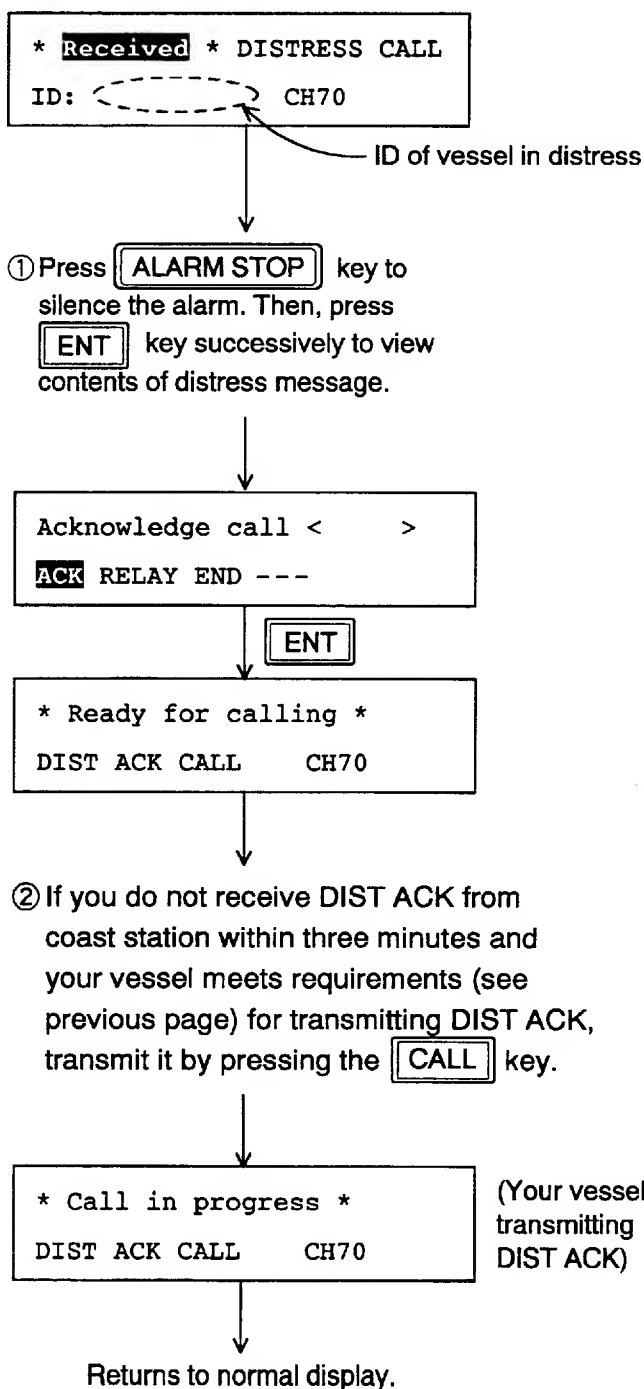 * Received * DISTRESS CALL
ID: CH70
ID of vessel in distress
① Press ALARM STOP key to
silence the alarm. Then, press
ENT key successively to view
contents of distress message.
Acknowledge call < >
ACK RELAY END ---
ENT
* Ready for calling *
DIST ACK CALL CH70
② If you do not receive DIST ACK from
coast station within three minutes and
your vessel meets requirements (see
previous page) for transmitting DIST ACK,
transmit it by pressing the CALL key.
* Call in progress *
DIST ACK CALL CH70
(Your vessel
transmitting
DIST ACK)
Returns to normal display.